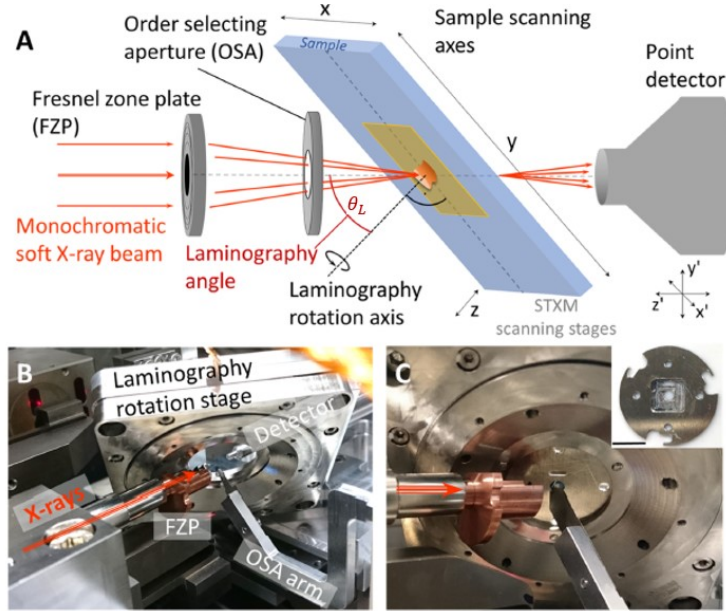 A
x
Order selecting
aperture (OSA)
Sample
Sample scanning
axes
Point
detector
Fresnel zone plate
(FZP)
y
θL
Monochromatic
soft X-ray beam
Laminography
angle
Laminography
rotation axis
z
STXM
scanning stages
y'
z'
x'
B
Laminography
rotation stage
Detector
X-rays
FZP
OSA arm
C